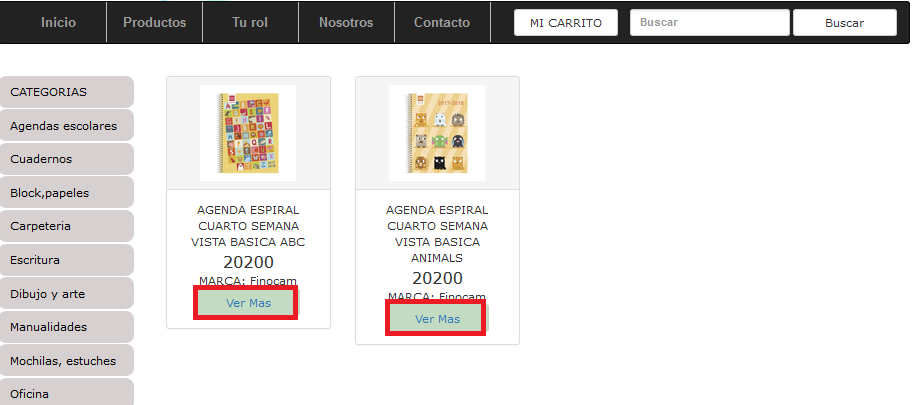 Inicio
Productos
Tu rol
Nosotros
Contacto
MI CARRITO
Buscar
Buscar
CATEGORIAS
Agendas escolares
Cuadernos
Block,papeles
Carpeteria
Escritura
Dibujo y arte
Manualidades
Mochilas, estuches
Oficina
AGENDA ESPIRAL
CUARTO SEMANA
VISTA BASICA ABC
20200
MARCA: Finocam
Ver Mas
2017-2018
AGENDA ESPIRAL
CUARTO SEMANA
VISTA BASICA
ANIMALS
20200
MARCA: Finocam
Ver Mas